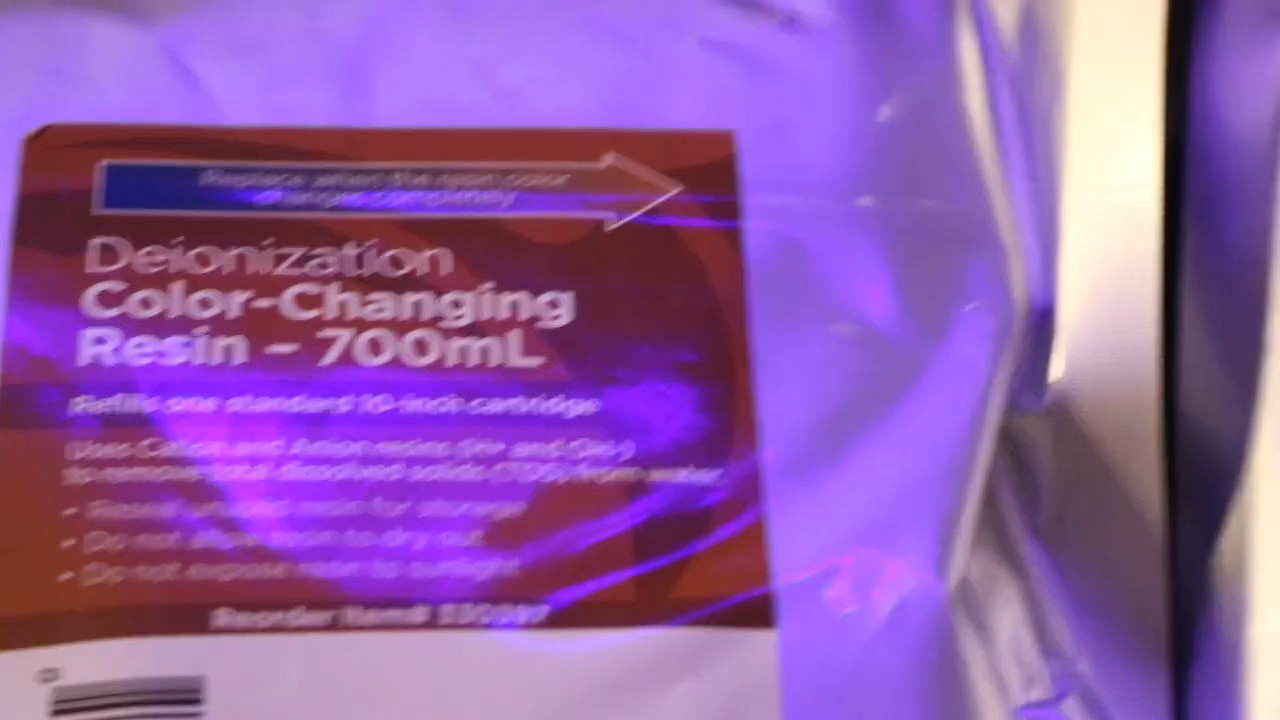 Replace when the resin color
changes completely
Deionization
Color-Changing
Resin – 700mL
Refills one standard 10-inch cartridge
Uses Cation and Anion resins (H+ and OH-)
to remove total dissolved solids (TDS) from water.
• Reseal unused resin for storage
• Do not allow resin to dry out
• Do not expose resin to sunlight
Reorder Item#